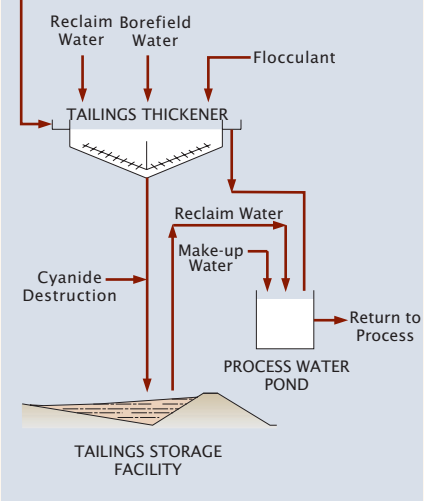 Reclaim Water
Borefield Water
Flocculant
TAILINGS THICKENER
Reclaim Water
Make-up
Water
Cyanide
Destruction
Return to
Process
PROCESS WATER
POND
TAILINGS STORAGE
FACILITY